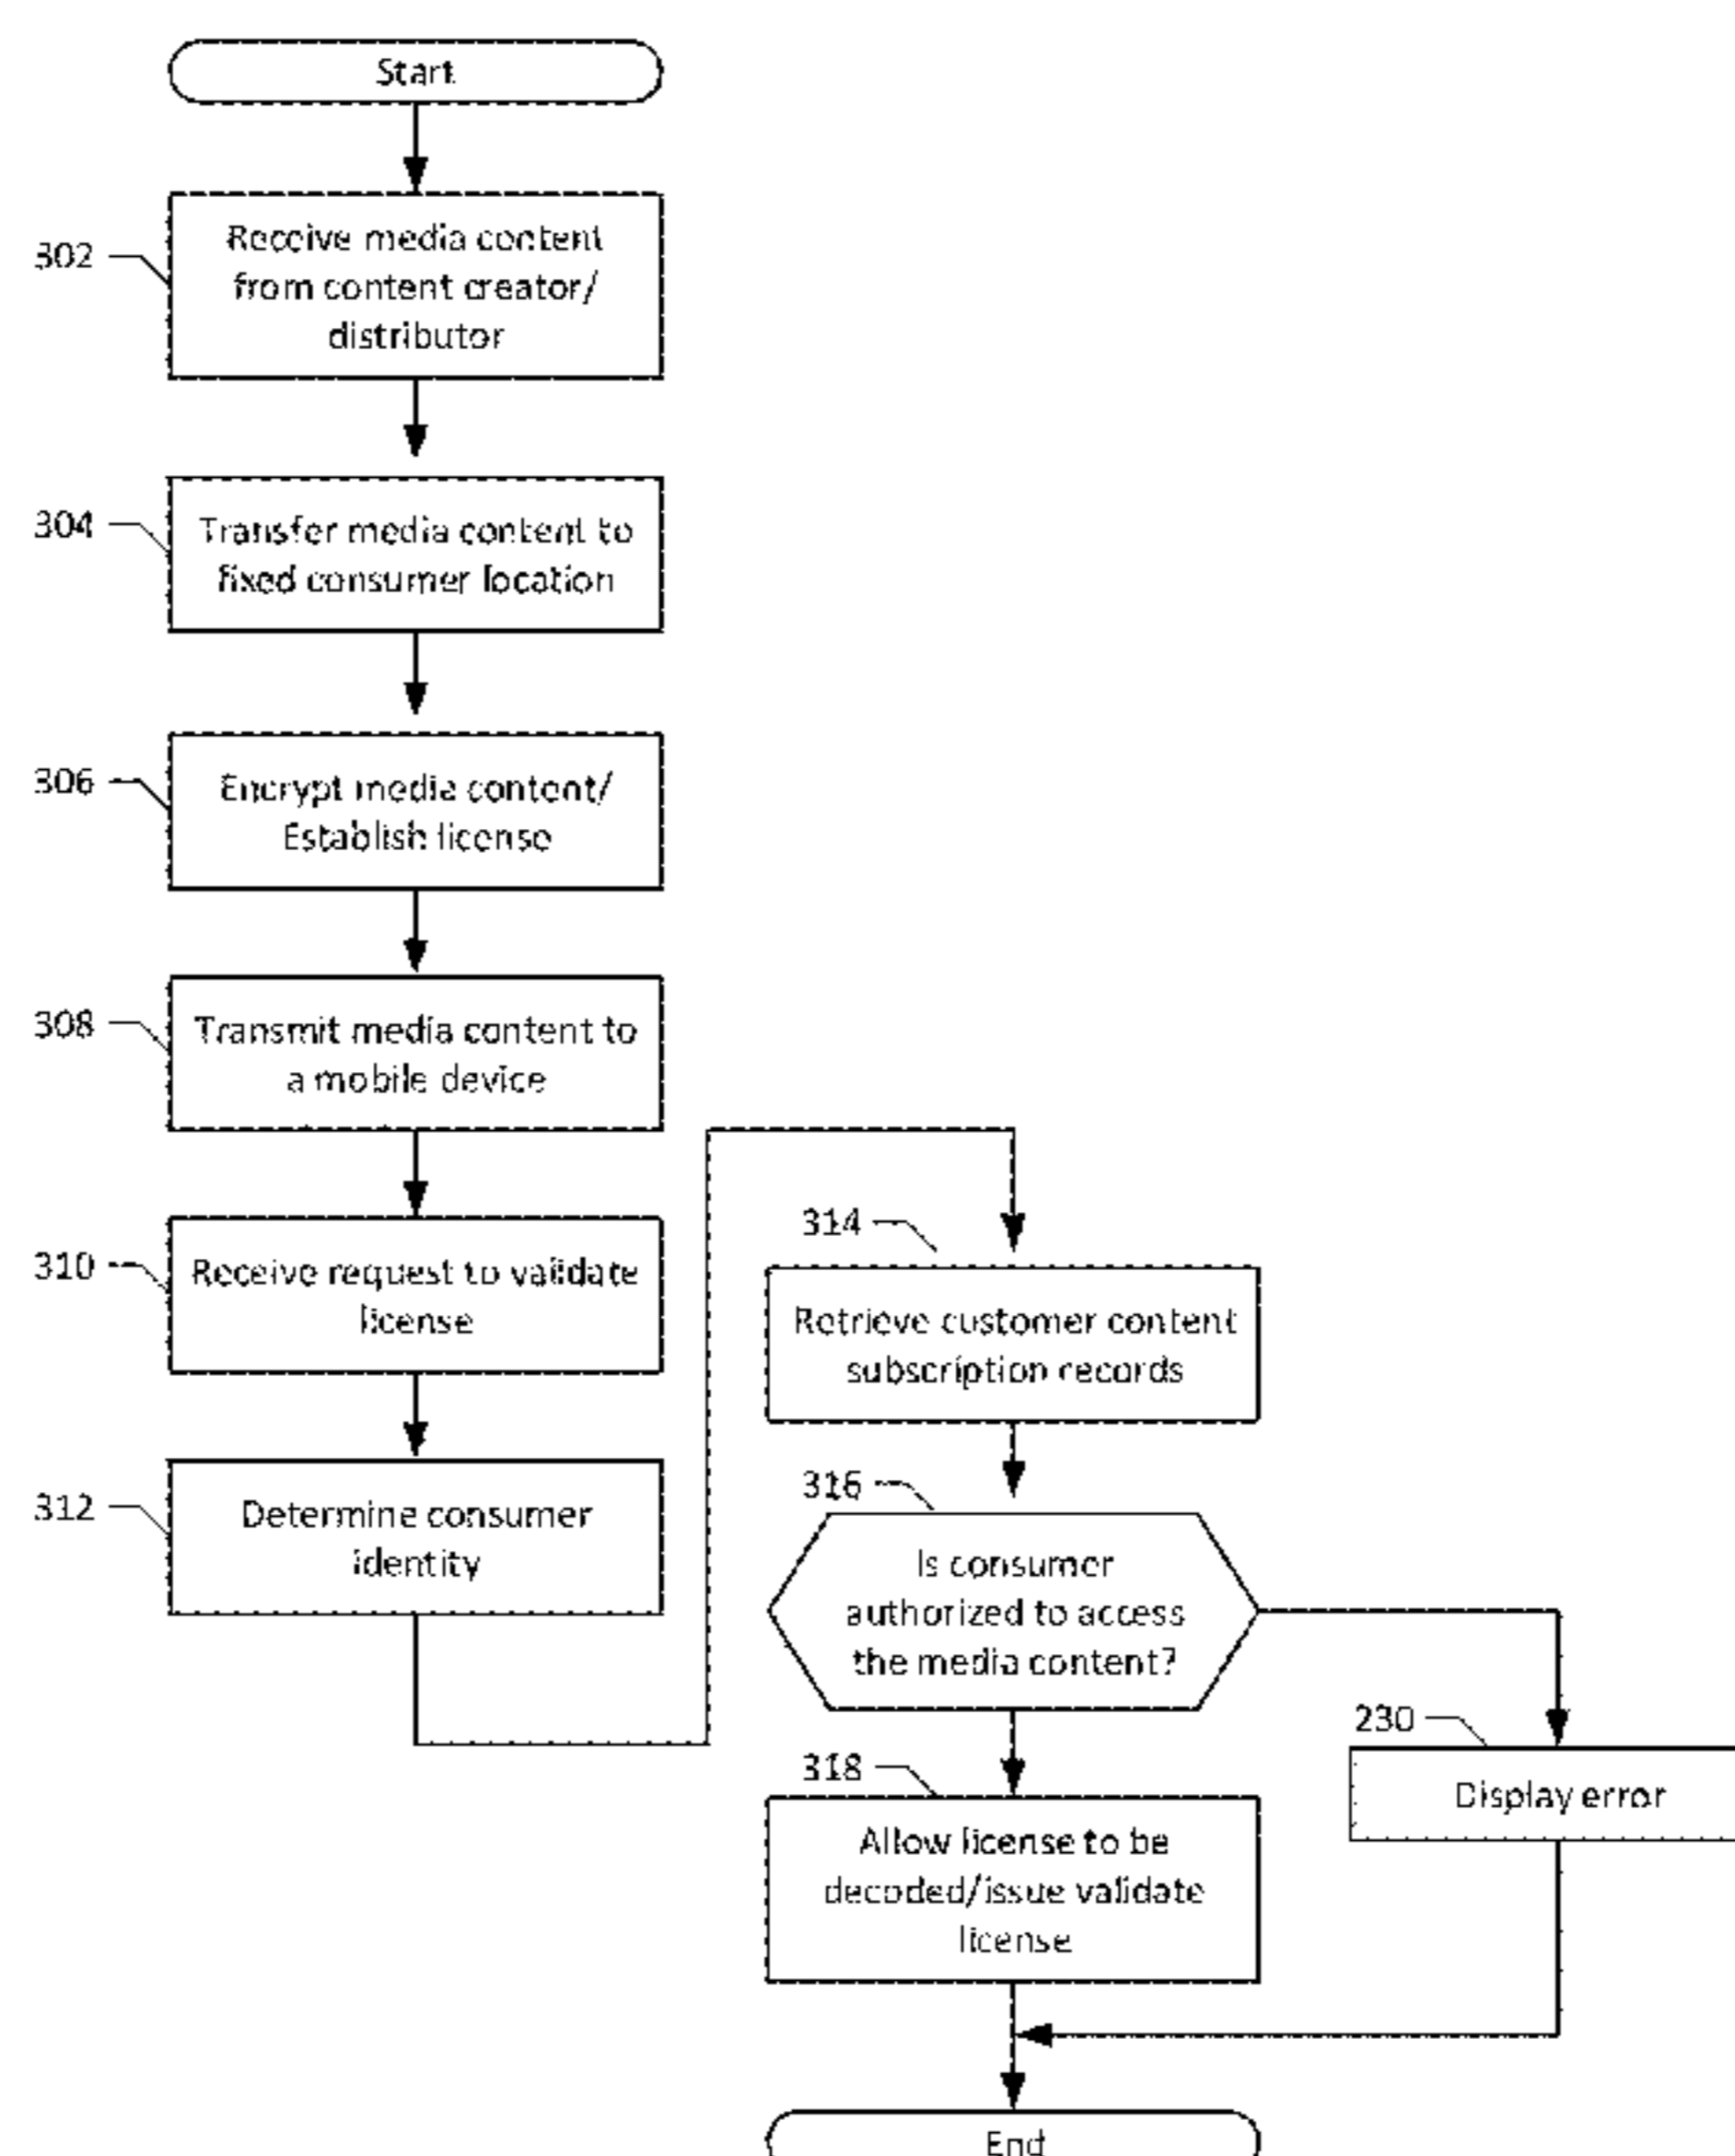 Start
302
Receive media content
from content creator/
distributor
304
Transfer media content to
fixed consumer location
306
Encrypt media content/
Establish license
308
Transmit media content to
a mobile device
310
Receive request to validate
license
312
Determine consumer
identity
314
Retrieve customer content
subscription records
316
Is consumer
authorized to access
the media content?
230
Display error
318
Allow license to be
decoded/issue validate
license
End